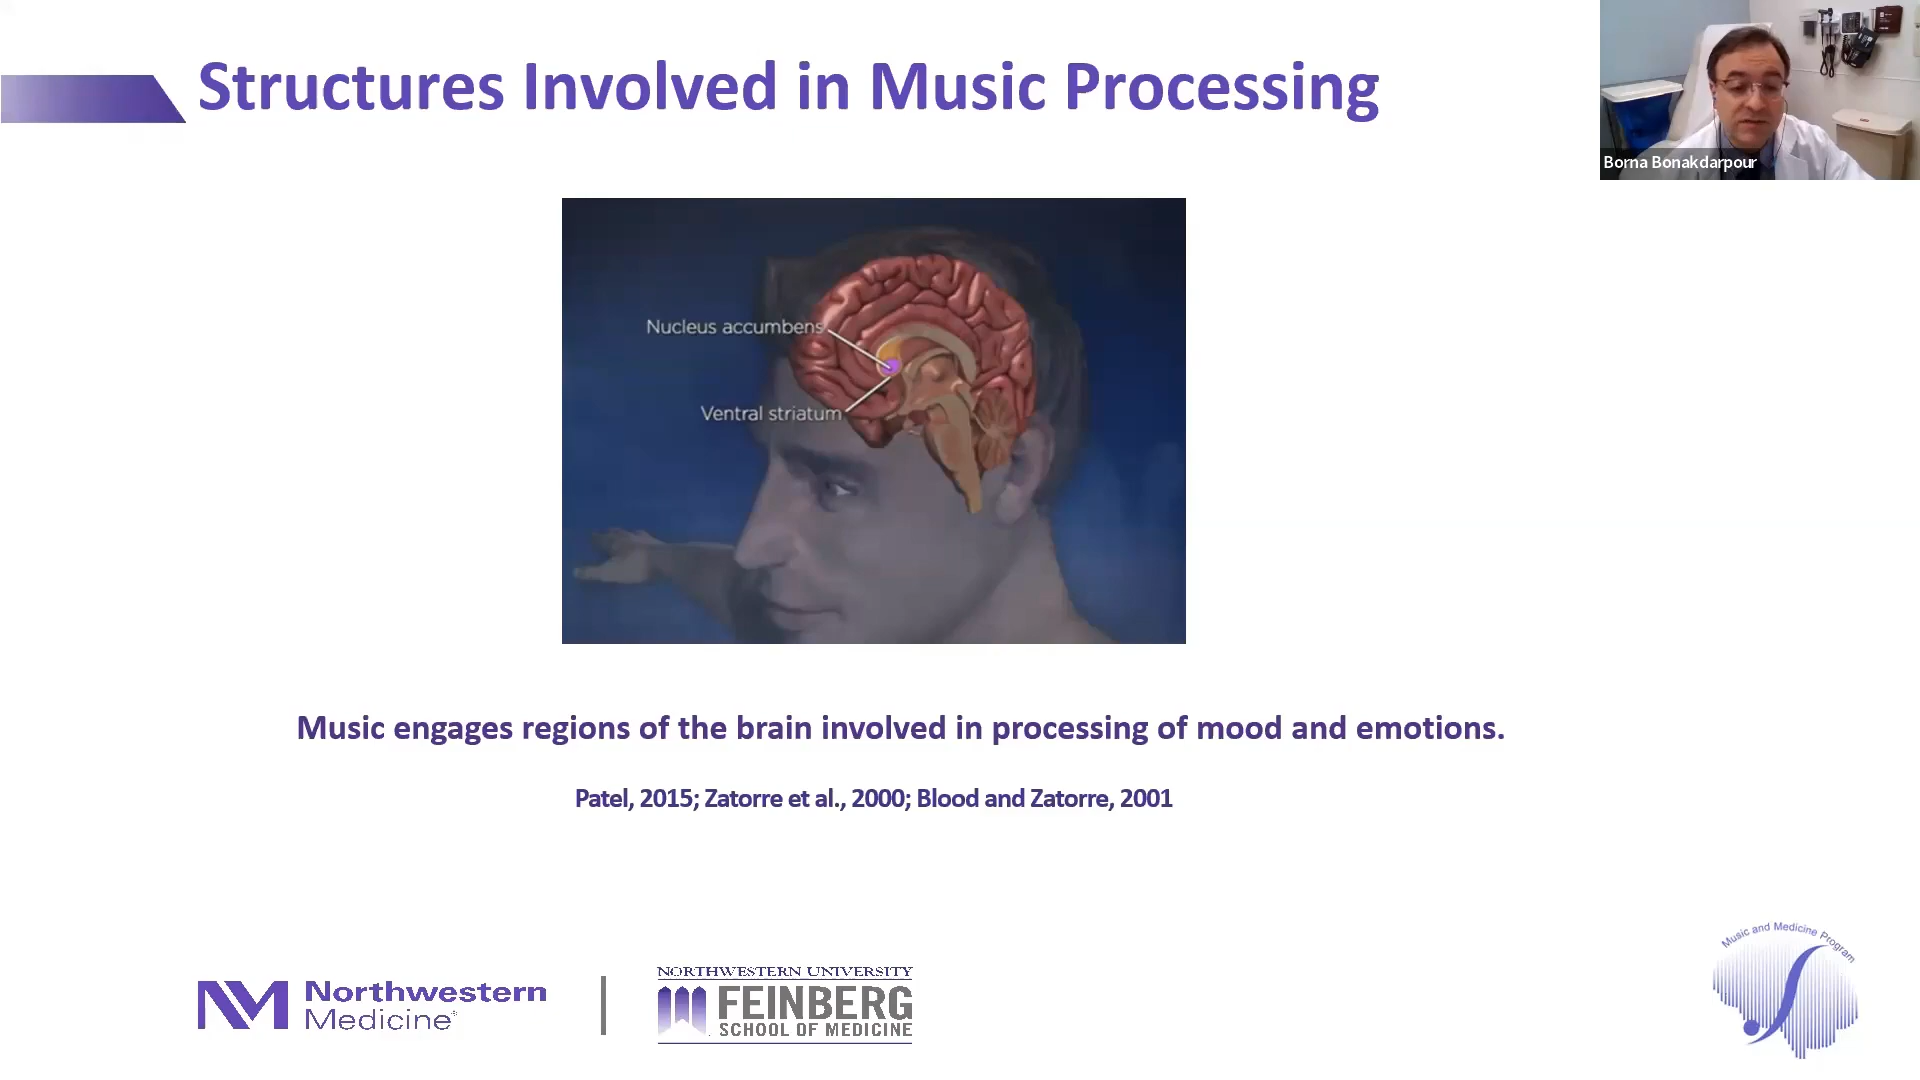 Structures Involved in Music Processing
Borna Bonakdarpour
Nucleus accumbens
Ventral striatum
Music engages regions of the brain involved in processing of mood and emotions.
Patel, 2015; Zatorre et al., 2000; Blood and Zatorre, 2001
Northwestern
Medicine®
NORTHWESTERN UNIVERSITY
FEINBERG
SCHOOL OF MEDICINE
Music and Medicine Program